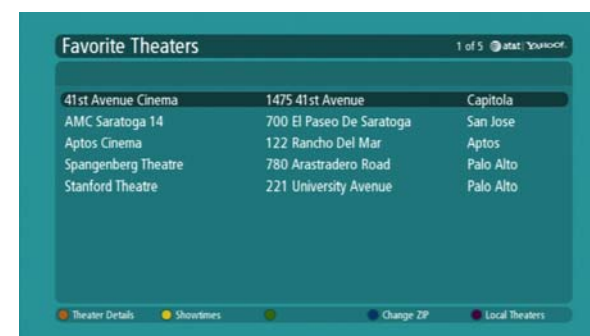 Favorite Theaters 1 of 5 at&t YAHOO!
41st Avenue Cinema 1475 41st Avenue Capitola
AMC Saratoga 14 700 El Paseo De Saratoga San Jose
Aptos Cinema 122 Rancho Del Mar Aptos
Spangenberg Theatre 780 Arastradero Road Palo Alto
Stanford Theatre 221 University Avenue Palo Alto
Theater Details Showtimes Change ZIP Local Theaters